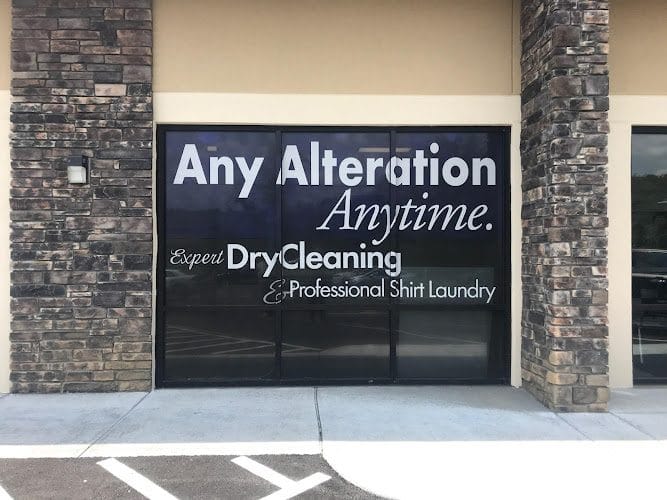 Any Alteration
Anytime.
Expert DryCleaning
& Professional Shirt Laundry